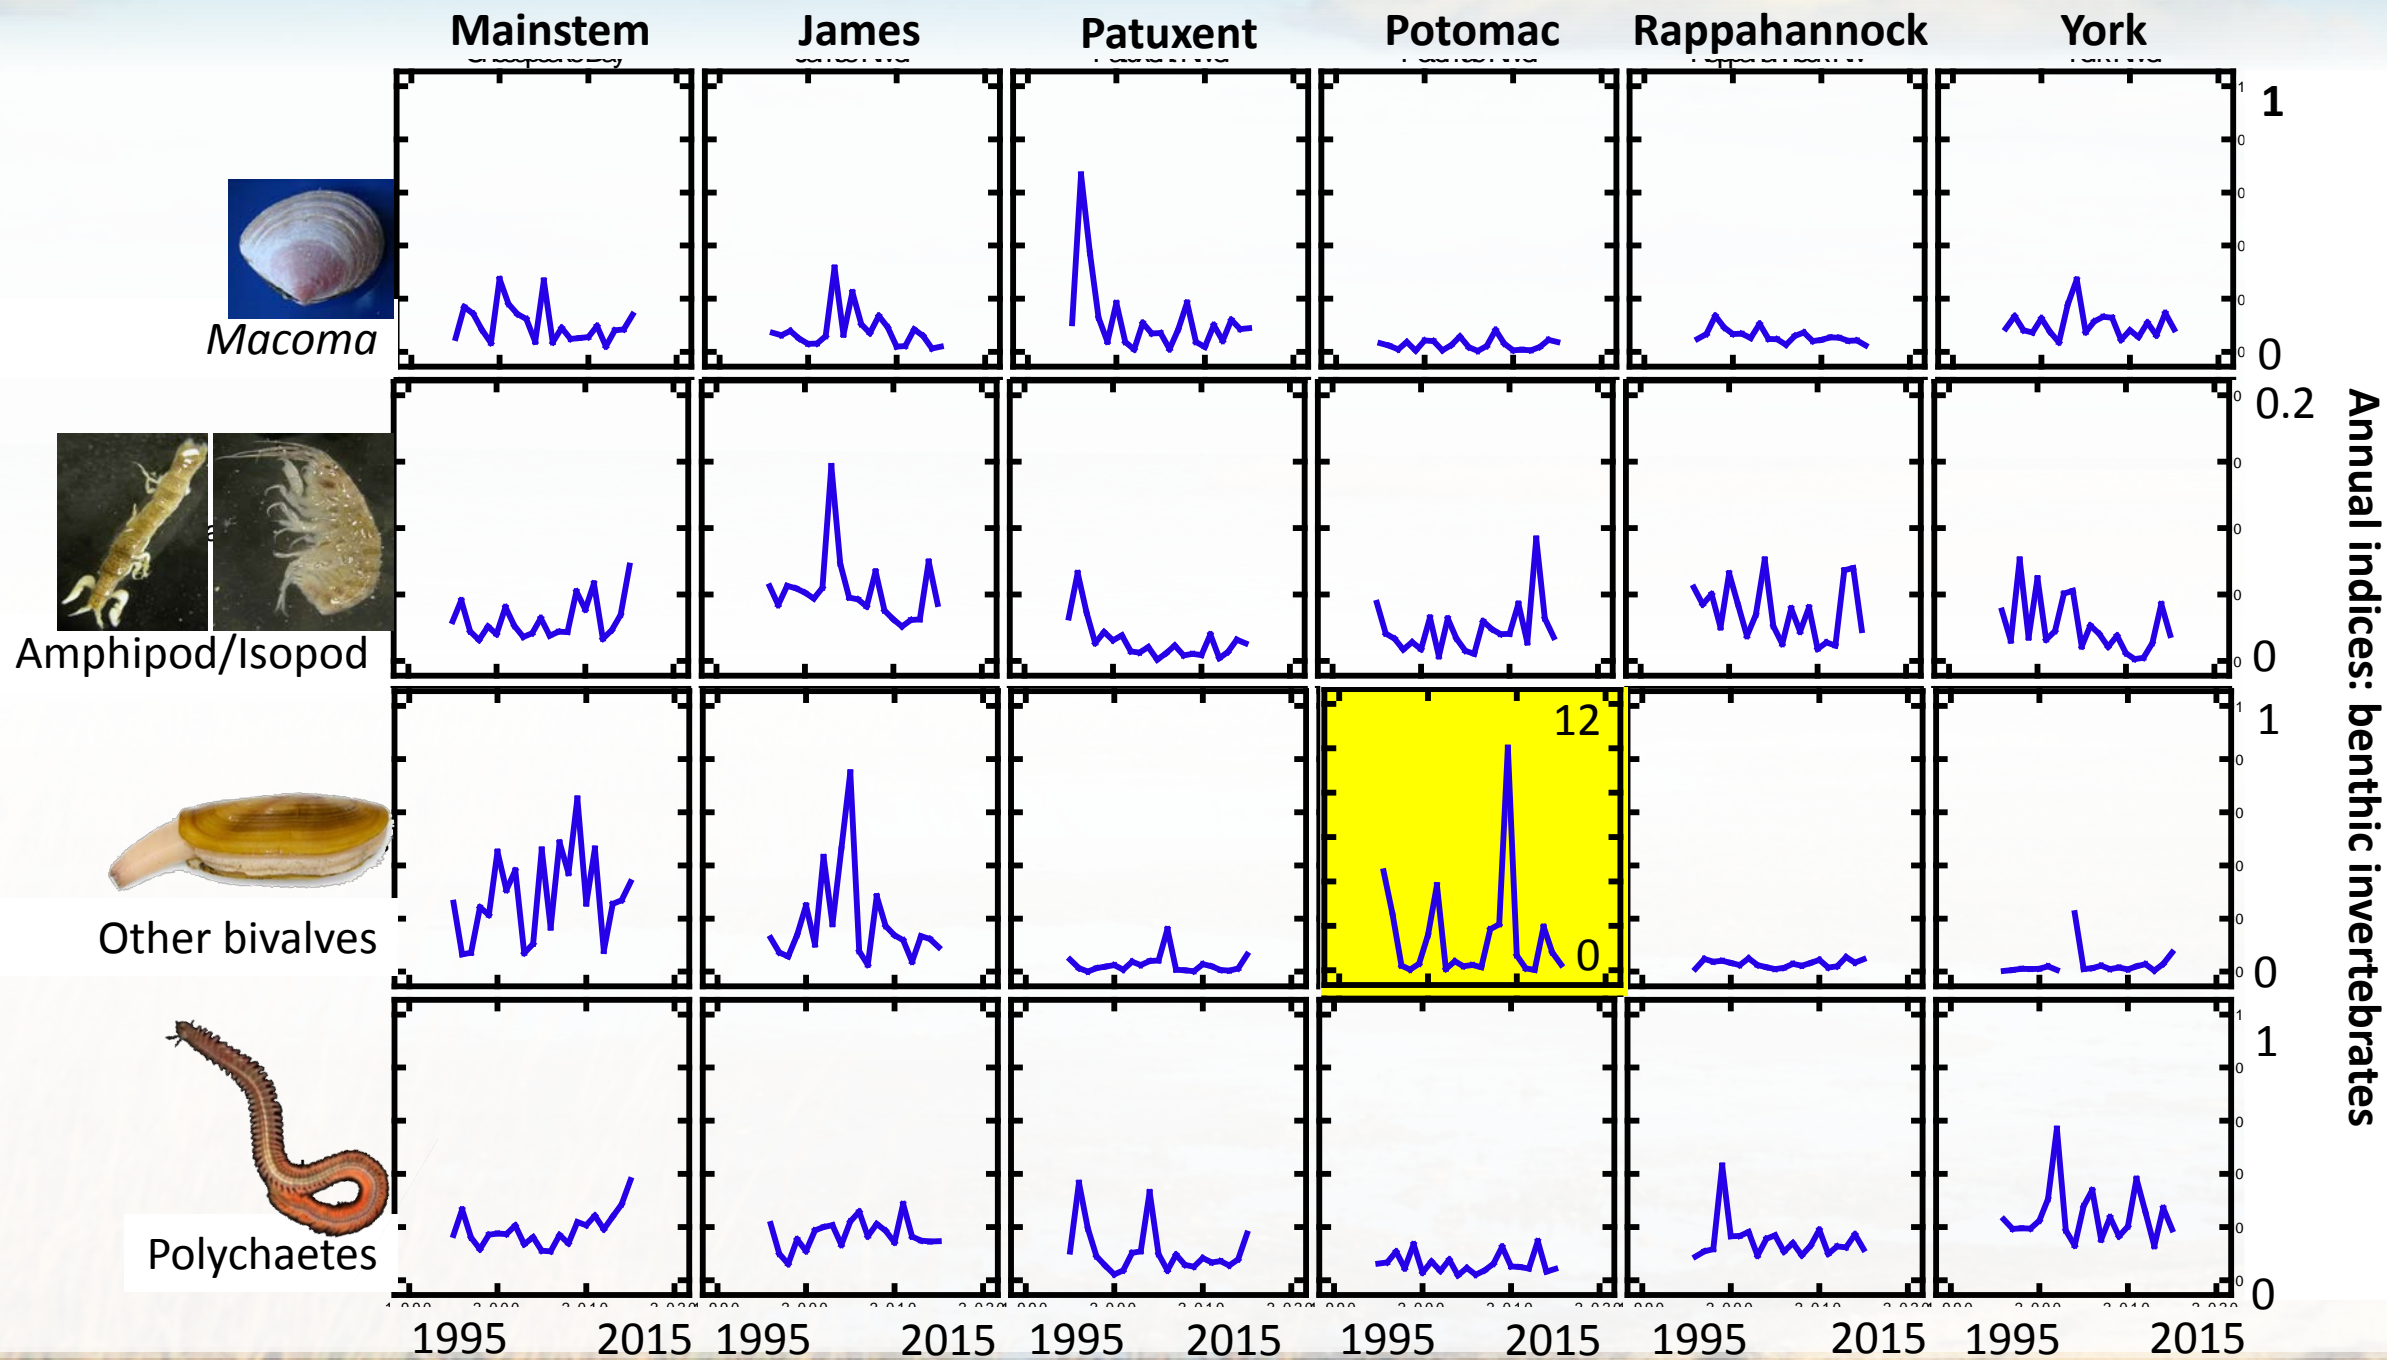 Mainstem James Patuxent Potomac Rappahannock York
1
Macoma
0
0.2
Amphipod/Isopod
0
12
1
Other bivalves
0
0
1
Polychaetes
0
1995 2015 1995 2015 1995 2015 1995 2015 1995 2015 1995 2015
Annual indices: benthic invertebrates